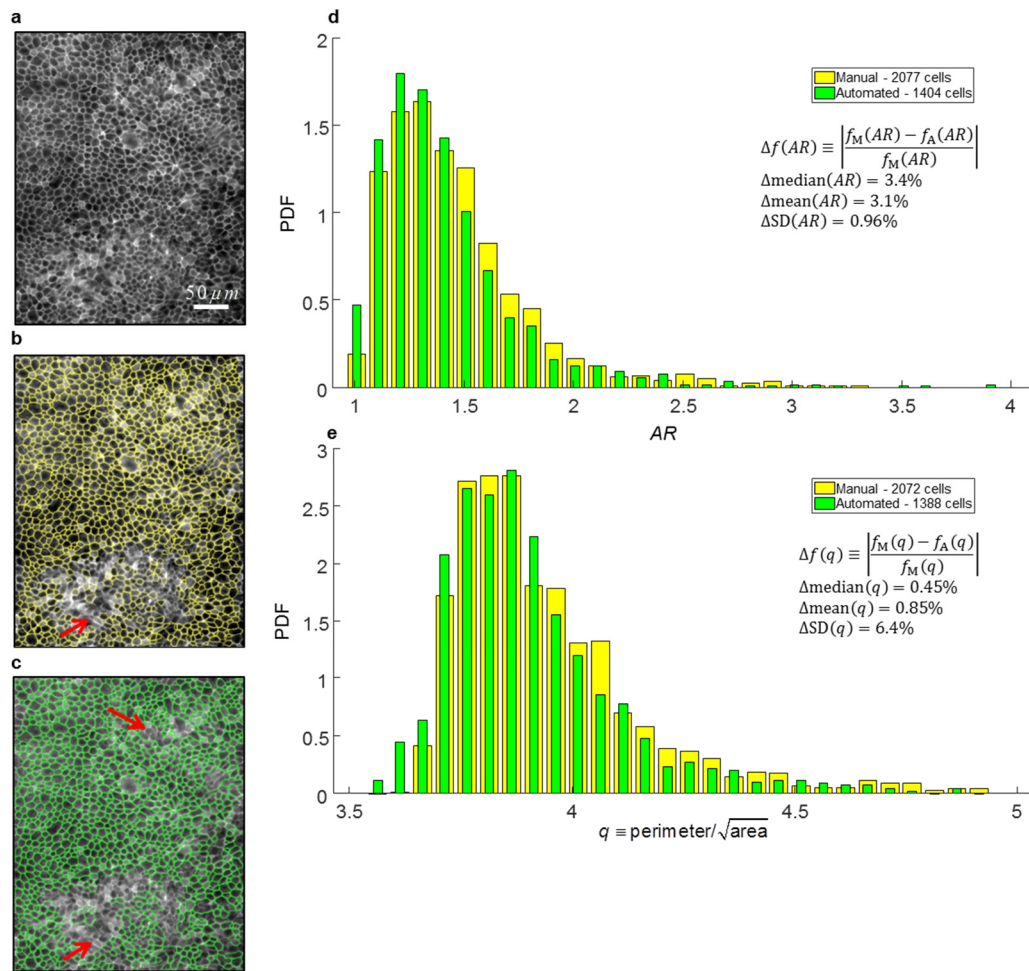 a
50 μm
b
c
d
2
1.5
1
0.5
0
PDF
1
1.5
2
2.5
3
3.5
4
AR
Manual - 2077 cells
Automated - 1404 cells
Δf(AR) ≡ |(f_M(AR) − f_A(AR)) / f_M(AR)|
Δmedian(AR) = 3.4%
Δmean(AR) = 3.1%
ΔSD(AR) = 0.96%
e
3
2.5
2
1.5
1
0.5
0
PDF
3.5
4
4.5
5
q ≡ perimeter/√area
Manual - 2072 cells
Automated - 1388 cells
Δf(q) ≡ |(f_M(q) − f_A(q)) / f_M(q)|
Δmedian(q) = 0.45%
Δmean(q) = 0.85%
ΔSD(q) = 6.4%